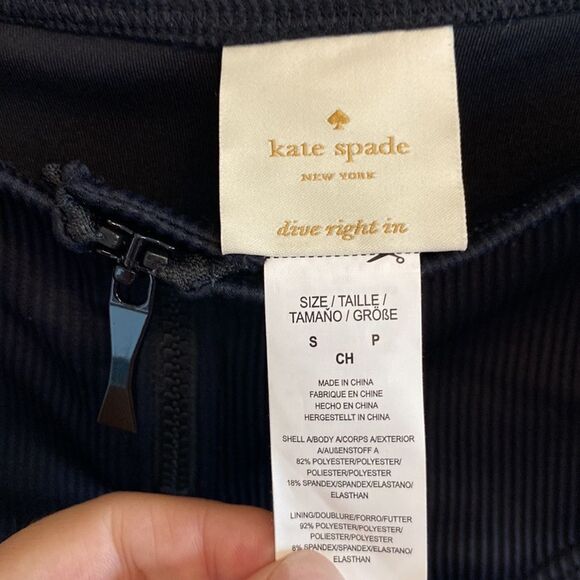 kate spade
NEW YORK
dive right in
SIZE / TAILLE /
TAMAÑO / GRÖßE
S P
CH
MADE IN CHINA
FABRIQUE EN CHINE
HECHO EN CHINA
HERGESTELLT IN CHINA
SHELL A/BODY A/CORPS A/EXTERIOR
A/AUßENSTOFF A
82% POLYESTER/POLYESTER/
POLIESTER/POLYESTER
18% SPANDEX/SPANDEX/ELASTANO/
ELASTHAN
LINING/DOUBLURE/FORRO/FUTTER
92% POLYESTER/POLYESTER/
POLIESTER/POLYESTER
8% SPANDEX/SPANDEX/ELASTANO/
ELASTHAN